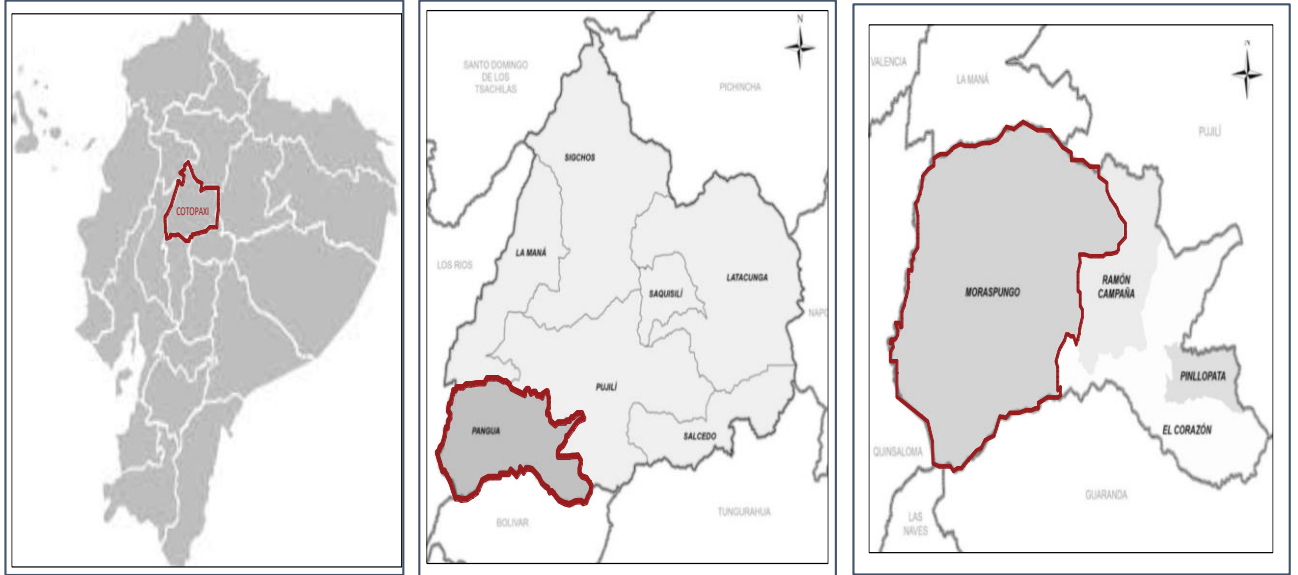 COTOPAXI
N
SANTO DOMINGO
DE LOS
TSACHILAS
PICHINCHA
SIGCHOS
LA MANÁ
LOS RIOS
LATACUNGA
SAQUISILÍ
NAPO
PUJILÍ
PANGUA
SALCEDO
BOLIVAR
TUNGURAHUA
N
VALENCIA
LA MANÁ
PUJILÍ
RAMÓN
CAMPAÑA
MORASPUNGO
PINLLOPATA
EL CORAZÓN
QUINSALOMA
GUARANDA
LAS
NAVES